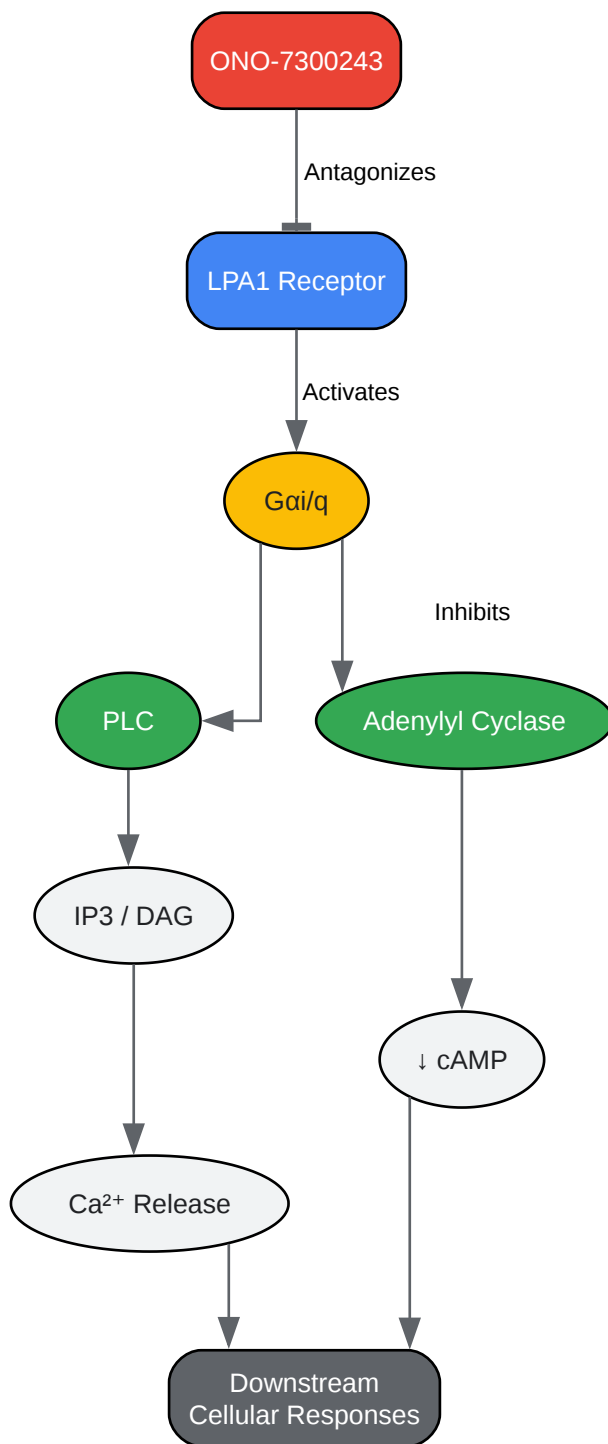 ONO-7300243
Antagonizes
LPA1 Receptor
Activates
Gαi/q
Inhibits
PLC
Adenylyl Cyclase
IP3 / DAG
↓ cAMP
Ca²⁺ Release
Downstream
Cellular Responses